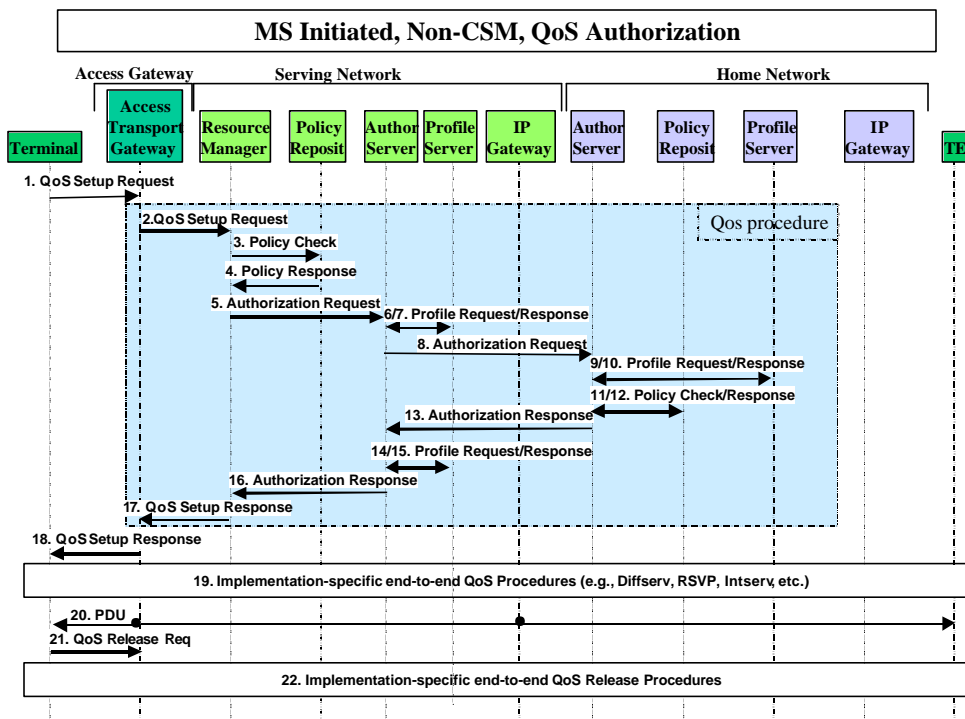 MS Initiated, Non-CSM, QoS Authorization
Access Gateway
Serving Network
Home Network
Terminal
Access
Transport
Gateway
Resource
Manager
Policy
Reposit
Author
Server
Profile
Server
IP
Gateway
Author
Server
Policy
Reposit
Profile
Server
IP
Gateway
TE
1. QoS Setup Request
2.QoS Setup Request
Qos procedure
3. Policy Check
4. Policy Response
5. Authorization Request
6/7. Profile Request/Response
8. Authorization Request
9/10. Profile Request/Response
11/12. Policy Check/Response
13. Authorization Response
14/15. Profile Request/Response
16. Authorization Response
17. QoS Setup Response
18. QoS Setup Response
19. Implementation-specific end-to-end QoS Procedures (e.g., Diffserv, RSVP, Intserv, etc.)
20. PDU
21. QoS Release Req
22. Implementation-specific end-to-end QoS Release Procedures